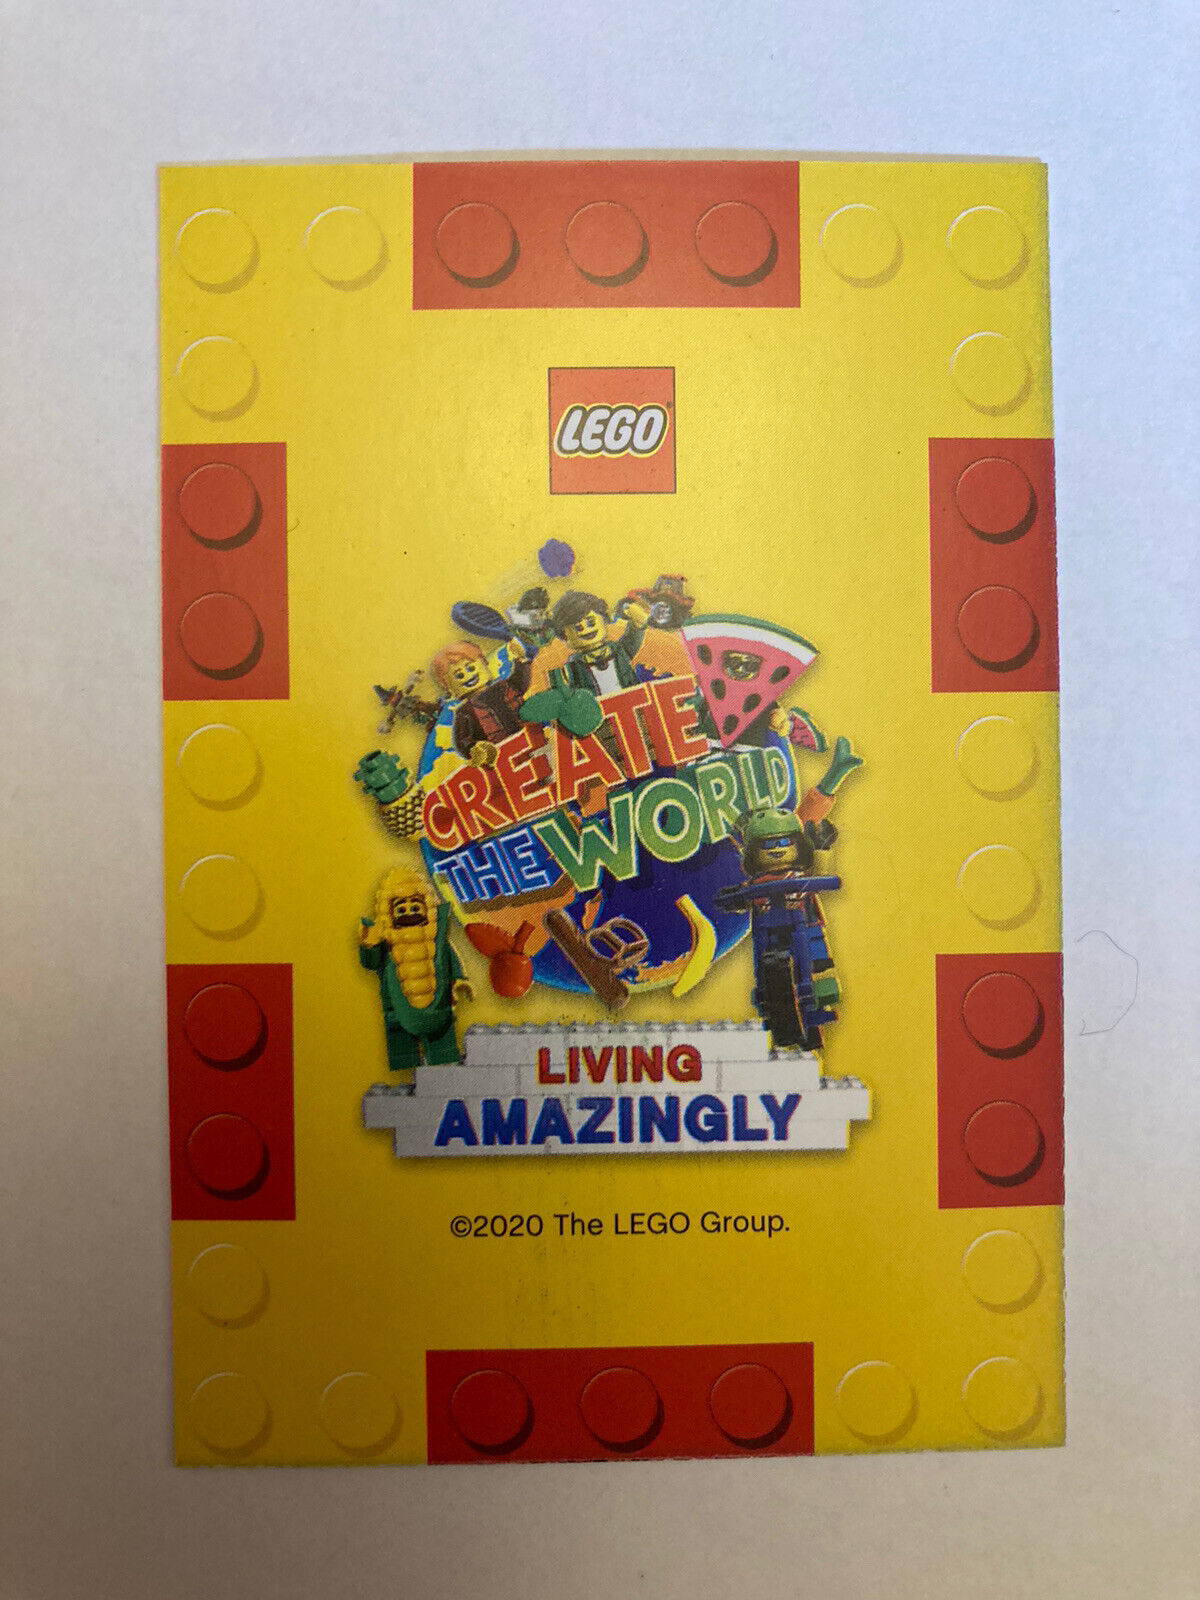 LEGO
CREATE
THE WORLD
LIVING
AMAZINGLY
©2020 The LEGO Group.